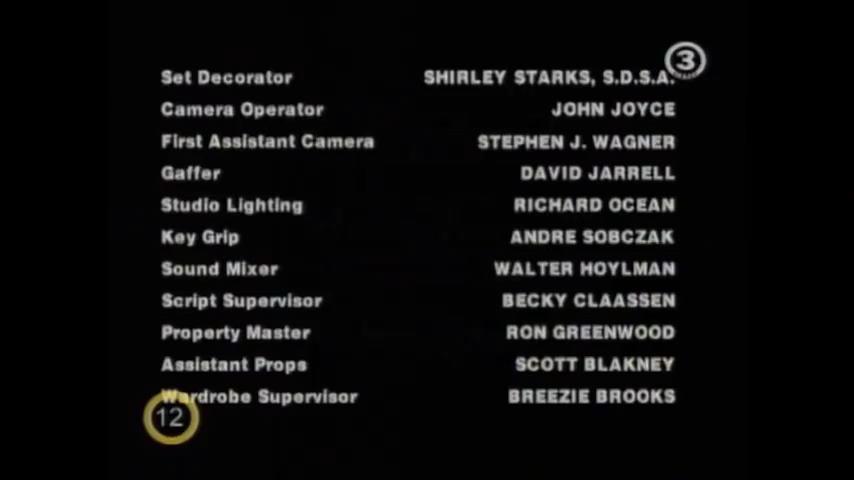 3
Set Decorator SHIRLEY STARKS, S.D.S.A.
Camera Operator JOHN JOYCE
First Assistant Camera STEPHEN J. WAGNER
Gaffer DAVID JARRELL
Studio Lighting RICHARD OCEAN
Key Grip ANDRE SOBCZAK
Sound Mixer WALTER HOYLMAN
Script Supervisor BECKY CLAASSEN
Property Master RON GREENWOOD
Assistant Props SCOTT BLAKNEY
Wardrobe Supervisor BREEZIE BROOKS
12